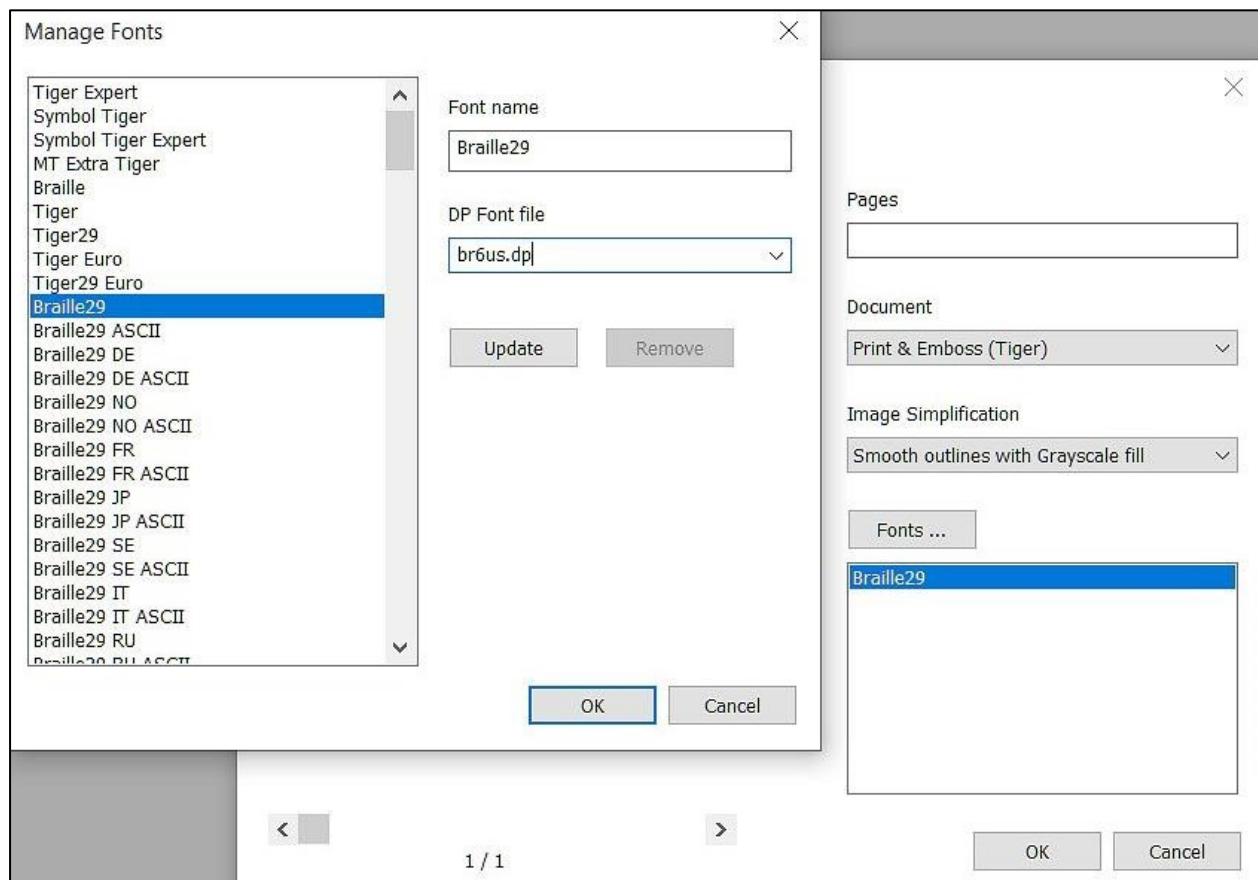 Manage Fonts
Tiger Expert
Symbol Tiger
Symbol Tiger Expert
MT Extra Tiger
Braille
Tiger
Tiger29
Tiger Euro
Tiger29 Euro
Braille29
Braille29 ASCII
Braille29 DE
Braille29 DE ASCII
Braille29 NO
Braille29 NO ASCII
Braille29 FR
Braille29 FR ASCII
Braille29 JP
Braille29 JP ASCII
Braille29 SE
Braille29 SE ASCII
Braille29 IT
Braille29 IT ASCII
Braille29 RU
Braille29 RU ASCII
Font name
Braille29
DP Font file
br6us.dp
Update
Remove
OK
Cancel
Pages
Document
Print & Emboss (Tiger)
Image Simplification
Smooth outlines with Grayscale fill
Fonts ...
Braille29
1 / 1
OK
Cancel